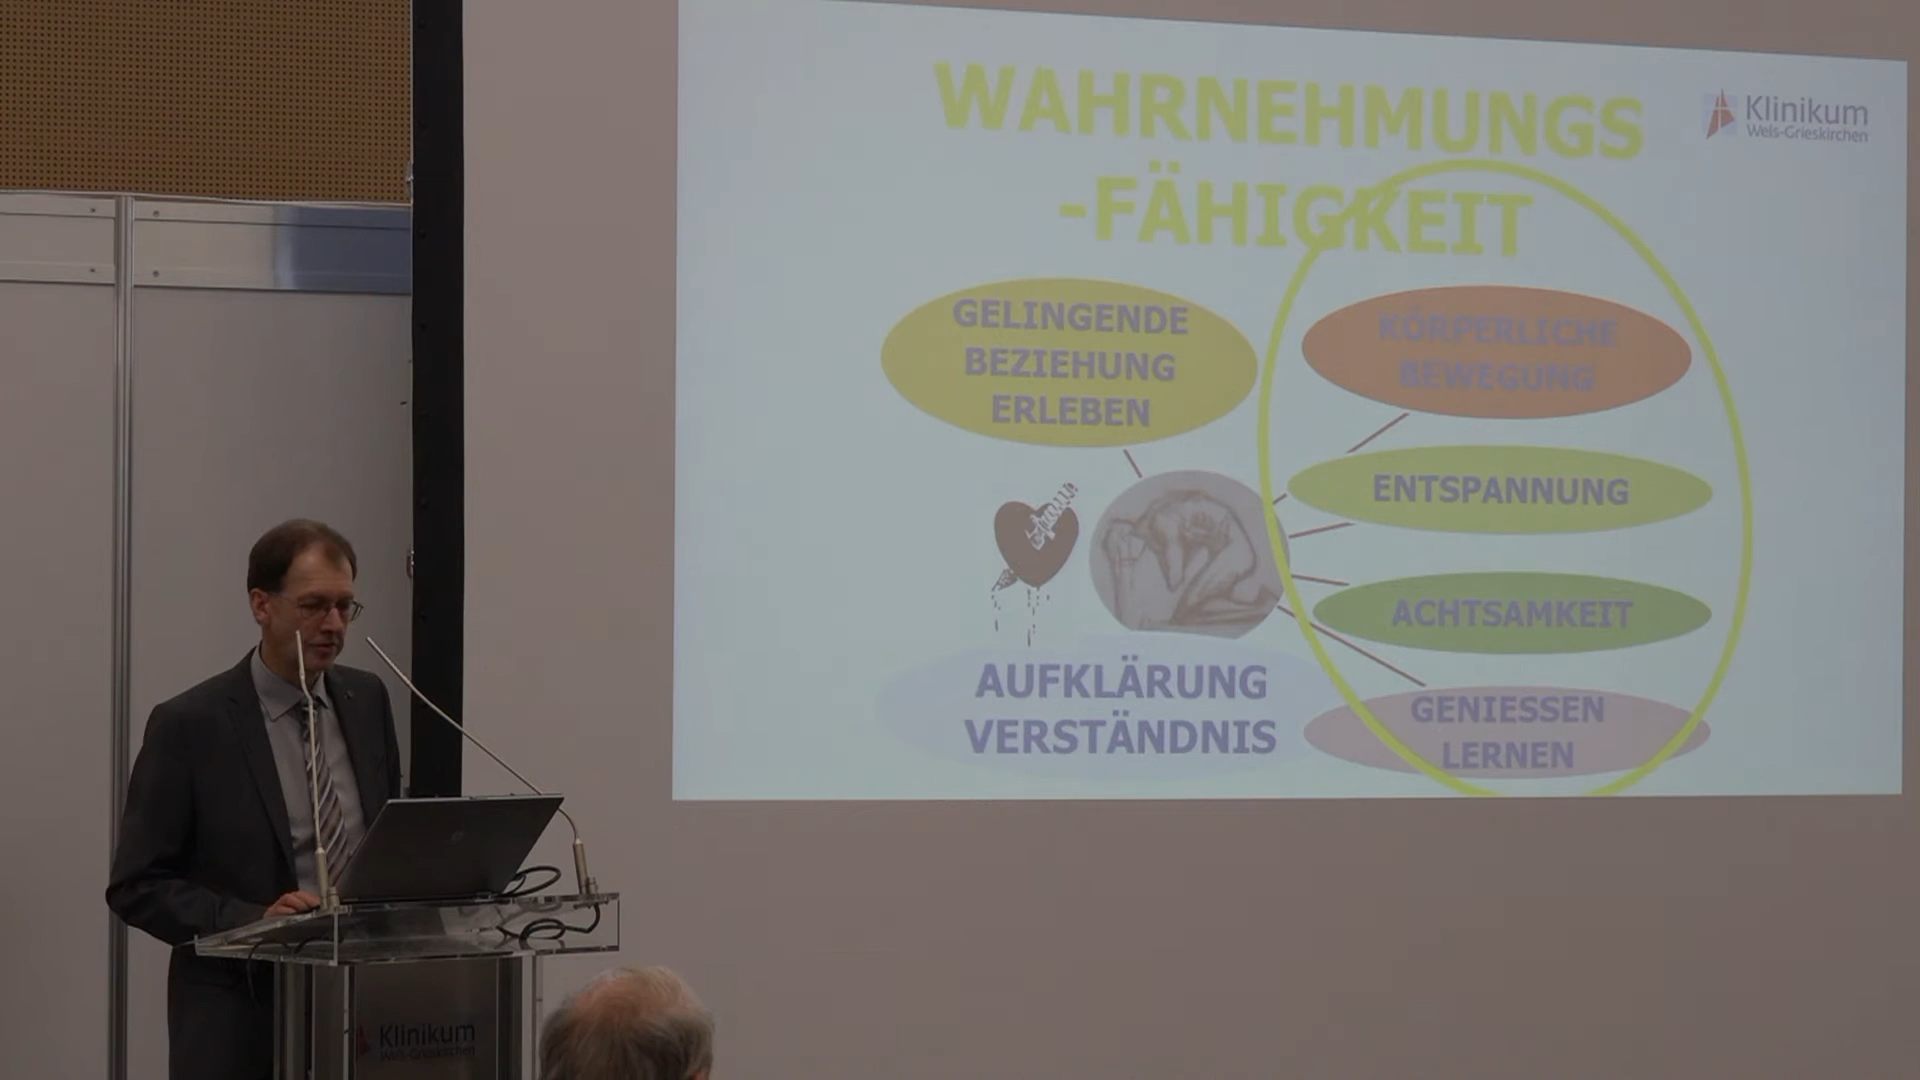 WAHRNEHMUNGS
-FÄHIGKEIT
Klinikum
Wels-Grieskirchen
GELINGENDE
BEZIEHUNG
ERLEBEN
KÖRPERLICHE
BEWEGUNG
ENTSPANNUNG
ACHTSAMKEIT
GENIESSEN
LERNEN
AUFKLÄRUNG
VERSTÄNDNIS
Klinikum
Wels-Grieskirchen